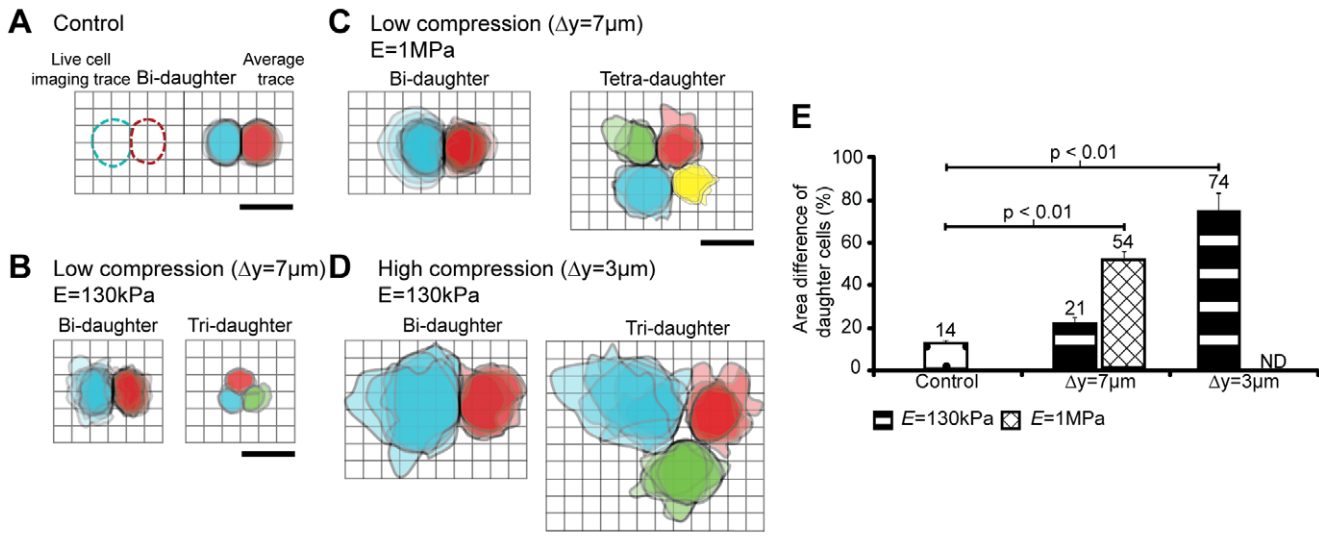 A Control
Live cell
imaging trace
Bi-daughter
Average
trace
B Low compression (Δy=7μm)
E=130kPa
Bi-daughter
Tri-daughter
C Low compression (Δy=7μm)
E=1MPa
Bi-daughter
Tetra-daughter
D High compression (Δy=3μm)
E=130kPa
Bi-daughter
Tri-daughter
E
Area difference of
daughter cells (%)
100
80
60
40
20
0
p < 0.01
p < 0.01
14
21
54
74
ND
Control
Δy=7μm
Δy=3μm
E=130kPa
E=1MPa